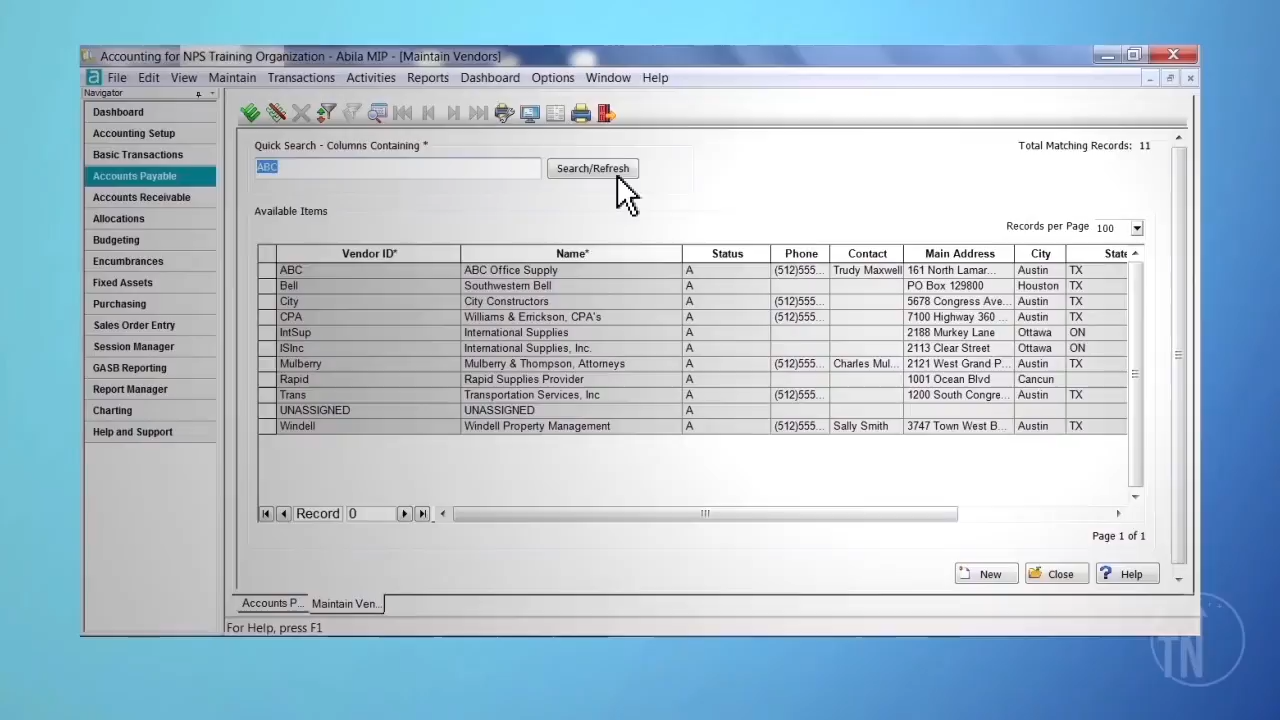 Accounting for NPS Training Organization - Abila MIP - [Maintain Vendors]
a File Edit View Maintain Transactions Activities Reports Dashboard Options Window Help
Navigator
Dashboard
Accounting Setup
Basic Transactions
Accounts Payable
Accounts Receivable
Allocations
Budgeting
Encumbrances
Fixed Assets
Purchasing
Sales Order Entry
Session Manager
GASB Reporting
Report Manager
Charting
Help and Support
Quick Search - Columns Containing *
Total Matching Records: 11
ABC Search/Refresh
Available Items
Records per Page 100
Vendor ID* Name* Status Phone Contact Main Address City State
ABC ABC Office Supply A (512)555... Trudy Maxwell 161 North Lamar... Austin TX
Bell Southwestern Bell A PO Box 129800 Houston TX
City City Constructors A (512)555... 5678 Congress Ave... Austin TX
CPA Williams & Errickson, CPA's A (512)555... 7100 Highway 360 ... Austin TX
IntSup International Supplies A 2188 Murkey Lane Ottawa ON
ISInc International Supplies, Inc. A 2113 Clear Street Ottawa ON
Mulberry Mulberry & Thompson, Attorneys A (512)555... Charles Mul... 2121 West Grand P... Austin TX
Rapid Rapid Supplies Provider A 1001 Ocean Blvd Cancun
Trans Transportation Services, Inc A (512)555... 1200 South Congre... Austin TX
UNASSIGNED UNASSIGNED A
Windell Windell Property Management A (512)555... Sally Smith 3747 Town West B... Austin TX
Record 0
Page 1 of 1
New Close Help
Accounts P... Maintain Ven...
For Help, press F1
TN